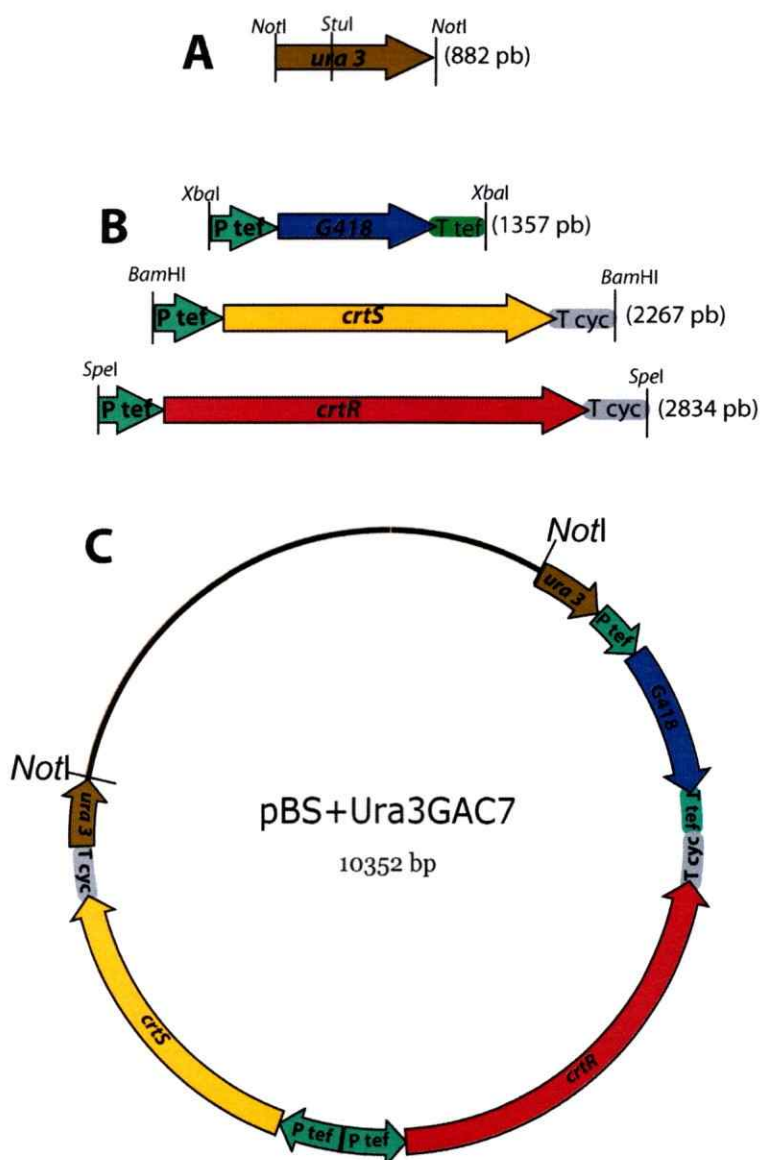 A
NotI StuI NotI
ura 3 (882 pb)
B
XbaI XbaI
P tef G418 T tef (1357 pb)
BamHI BamHI
P tef crtS T cyc (2267 pb)
SpeI SpeI
P tef crtR T cyc (2834 pb)
C
NotI
ura 3
P tef
G418
T tef
T cyc
crtR
P tef
P tef
crtS
T cyc
ura 3
NotI
pBS+Ura3GAC7
10352 bp